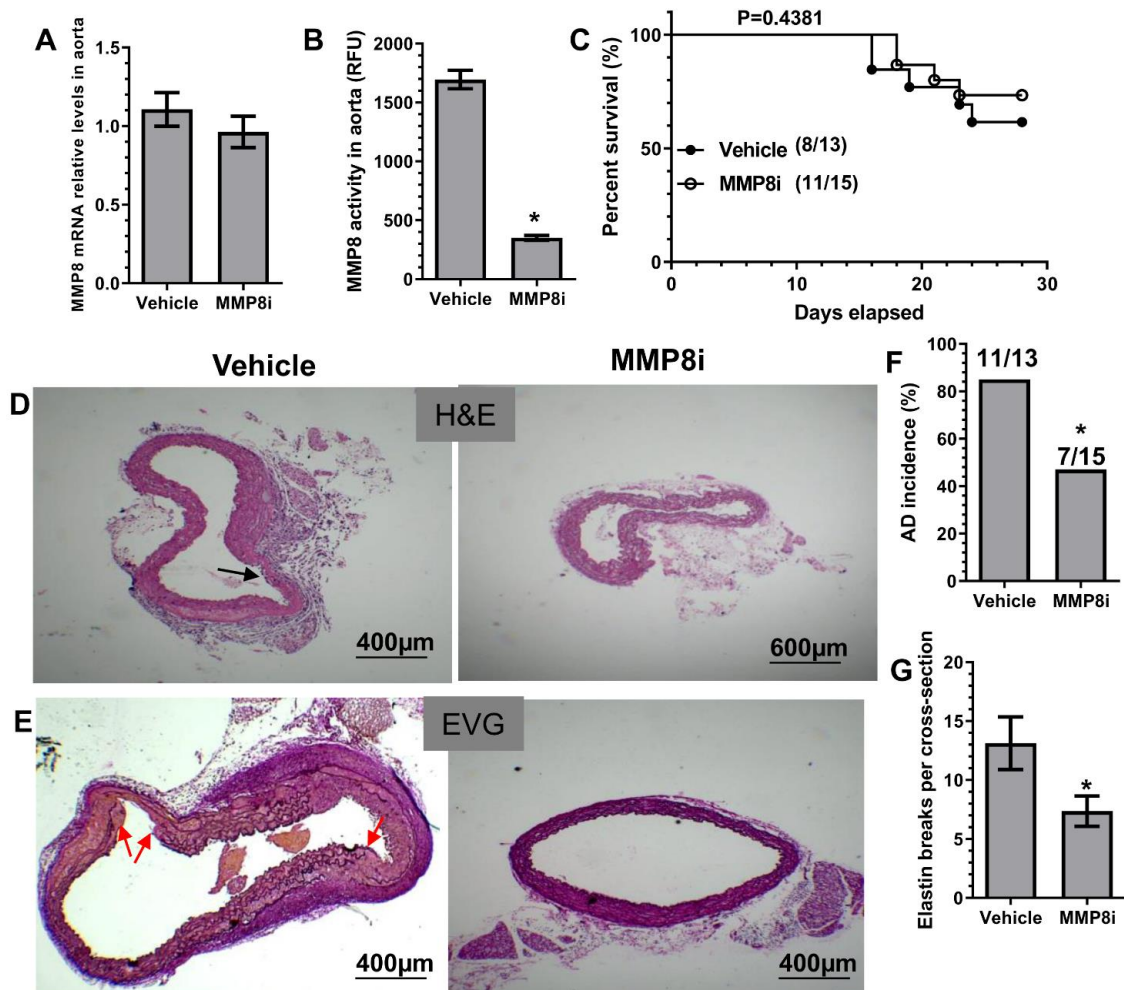 A
MMP8 mRNA relative levels in aorta
1.5
1.0
0.5
0.0
Vehicle
MMP8i
B
MMP8 activity in aorta (RFU)
2000
1750
1500
1250
1000
750
500
250
0
*
Vehicle
MMP8i
C
P=0.4381
Percent survival (%)
100
50
0
Vehicle (8/13)
MMP8i (11/15)
0
10
20
30
Days elapsed
Vehicle
MMP8i
D
H&E
400µm
600µm
E
EVG
400µm
400µm
F
AD incidence (%)
100
80
60
40
20
0
11/13
*
7/15
Vehicle
MMP8i
G
Elastin breaks per cross-section
20
15
10
5
0
*
Vehicle
MMP8i